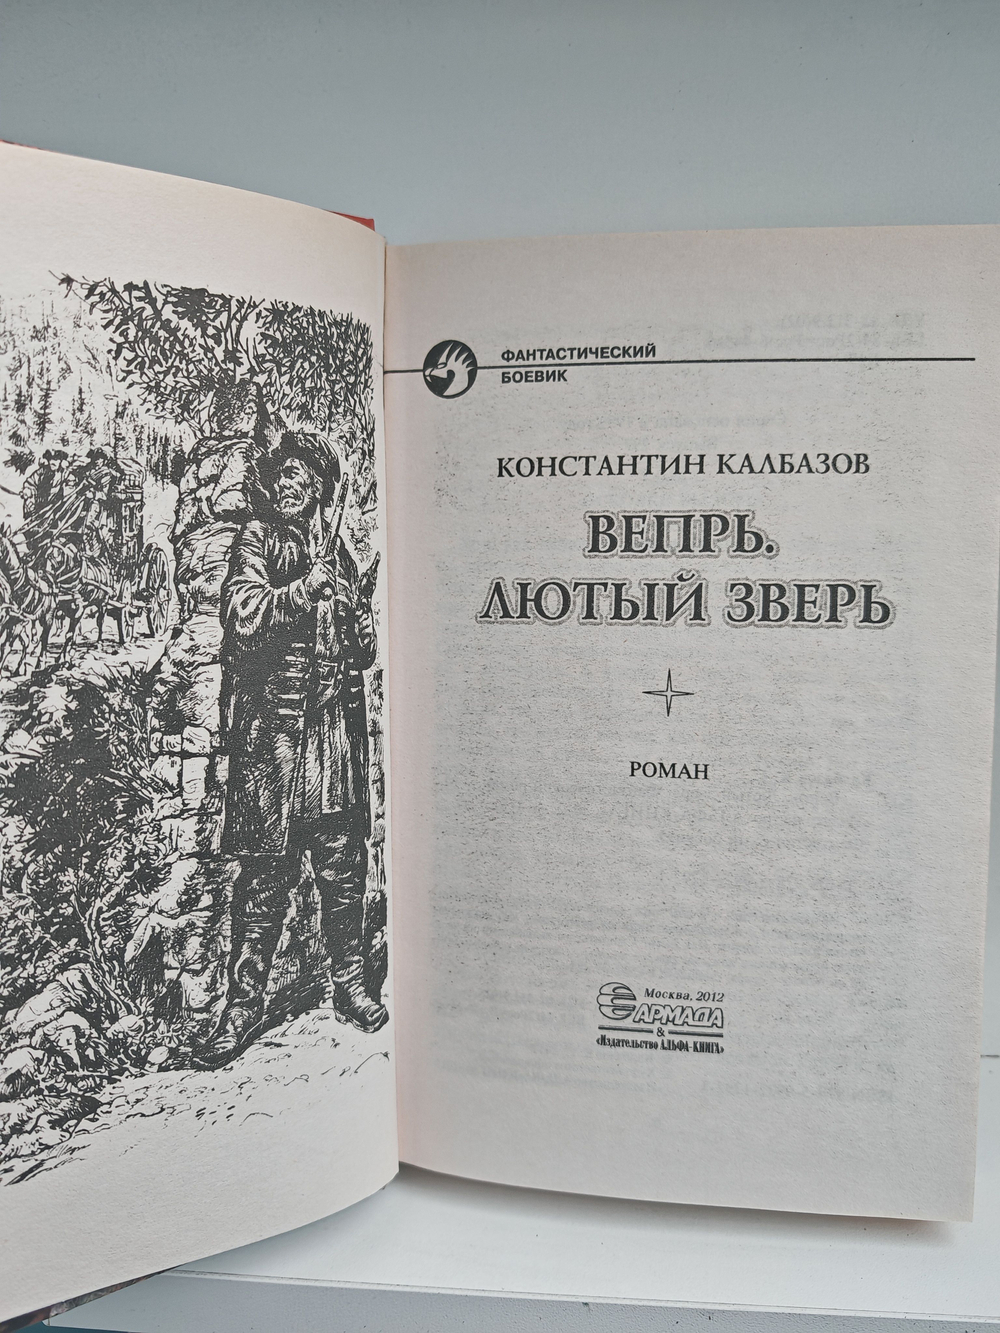 ФАНТАСТИЧЕСКИЙ
БОЕВИК
КОНСТАНТИН КАЛБАЗОВ
ВЕПРЬ.
ЛЮТЫЙ ЗВЕРЬ
РОМАН
Москва, 2012
АРМАДА
&
«Издательство АЛЬФА-КНИГА»